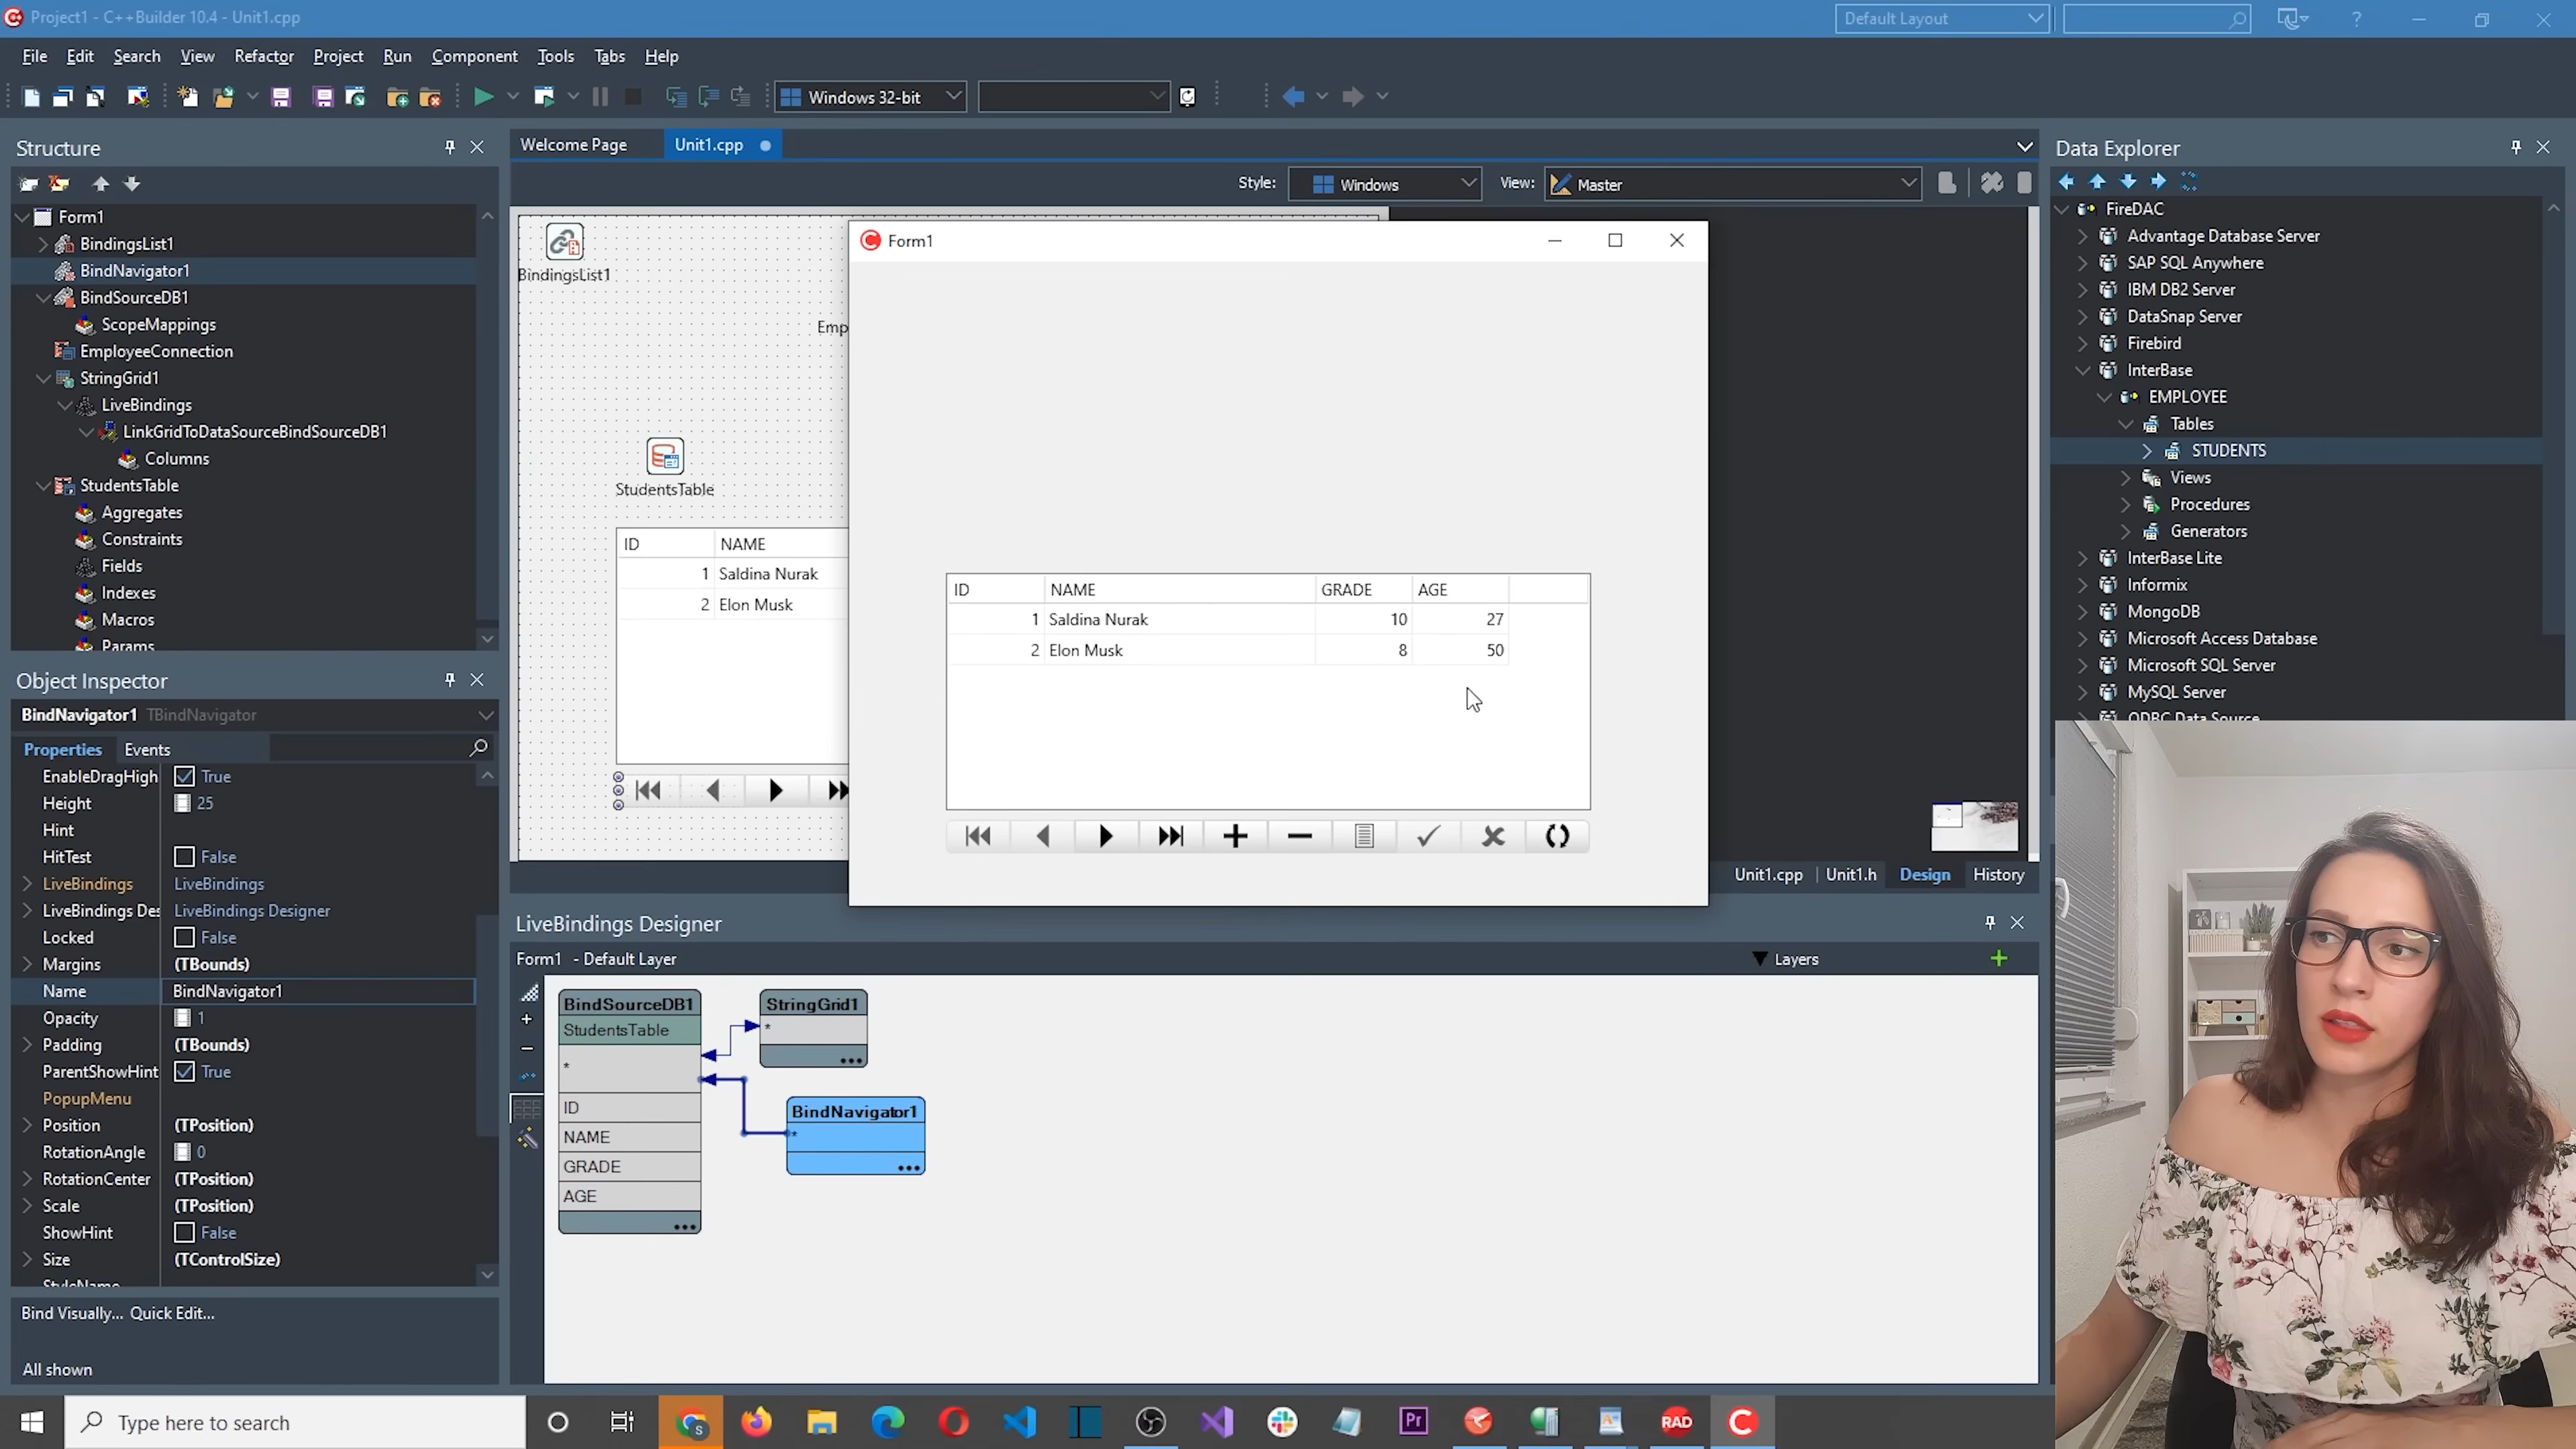 Project1 - C++Builder 10.4 - Unit1.cpp
Default Layout
?
File Edit Search View Refactor Project Run Component Tools Tabs Help
Windows 32-bit
Structure
Form1
BindingsList1
BindNavigator1
BindSourceDB1
ScopeMappings
EmployeeConnection
StringGrid1
LiveBindings
LinkGridToDataSourceBindSourceDB1
Columns
StudentsTable
Aggregates
Constraints
Fields
Indexes
Macros
Params
Object Inspector
BindNavigator1 TBindNavigator
Properties Events
EnableDragHigh True
Height 25
Hint
HitTest False
LiveBindings LiveBindings
LiveBindings Des LiveBindings Designer
Locked False
Margins (TBounds)
Name BindNavigator1
Opacity 1
Padding (TBounds)
ParentShowHint True
PopupMenu
Position (TPosition)
RotationAngle 0
RotationCenter (TPosition)
Scale (TPosition)
ShowHint False
Size (TControlSize)
StyleName
Bind Visually... Quick Edit...
All shown
Welcome Page Unit1.cpp
Style: Windows View: Master
BindingsList1
Emp
StudentsTable
ID NAME
1 Saldina Nurak
2 Elon Musk
Form1
ID NAME GRADE AGE
1 Saldina Nurak 10 27
2 Elon Musk 8 50
Unit1.cpp Unit1.h Design History
LiveBindings Designer
Form1 - Default Layer
Layers
BindSourceDB1
StudentsTable
*
ID
NAME
GRADE
AGE
StringGrid1
*
BindNavigator1
*
Data Explorer
FireDAC
Advantage Database Server
SAP SQL Anywhere
IBM DB2 Server
DataSnap Server
Firebird
InterBase
EMPLOYEE
Tables
STUDENTS
Views
Procedures
Generators
InterBase Lite
Informix
MongoDB
Microsoft Access Database
Microsoft SQL Server
MySQL Server
ODBC Data Source
Type here to search
S
Pr
RAD